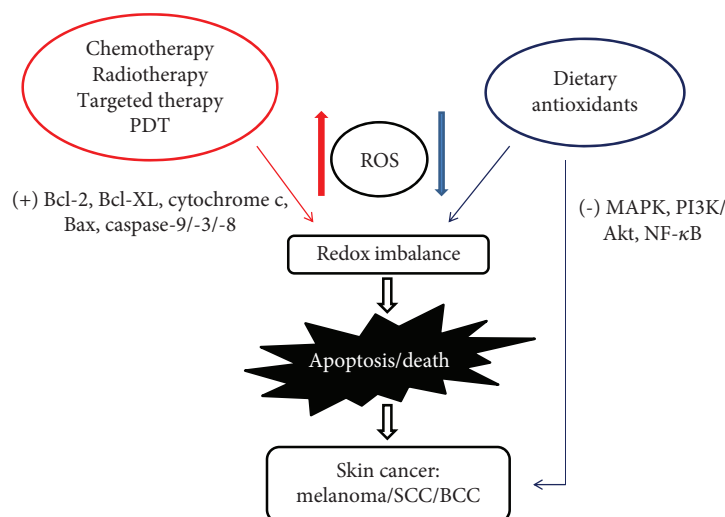 Chemotherapy
Radiotherapy
Targeted therapy
PDT
Dietary
antioxidants
ROS
(+) Bcl-2, Bcl-XL, cytochrome c,
Bax, caspase-9/-3/-8
(-) MAPK, PI3K/
Akt, NF-κB
Redox imbalance
Apoptosis/death
Skin cancer:
melanoma/SCC/BCC